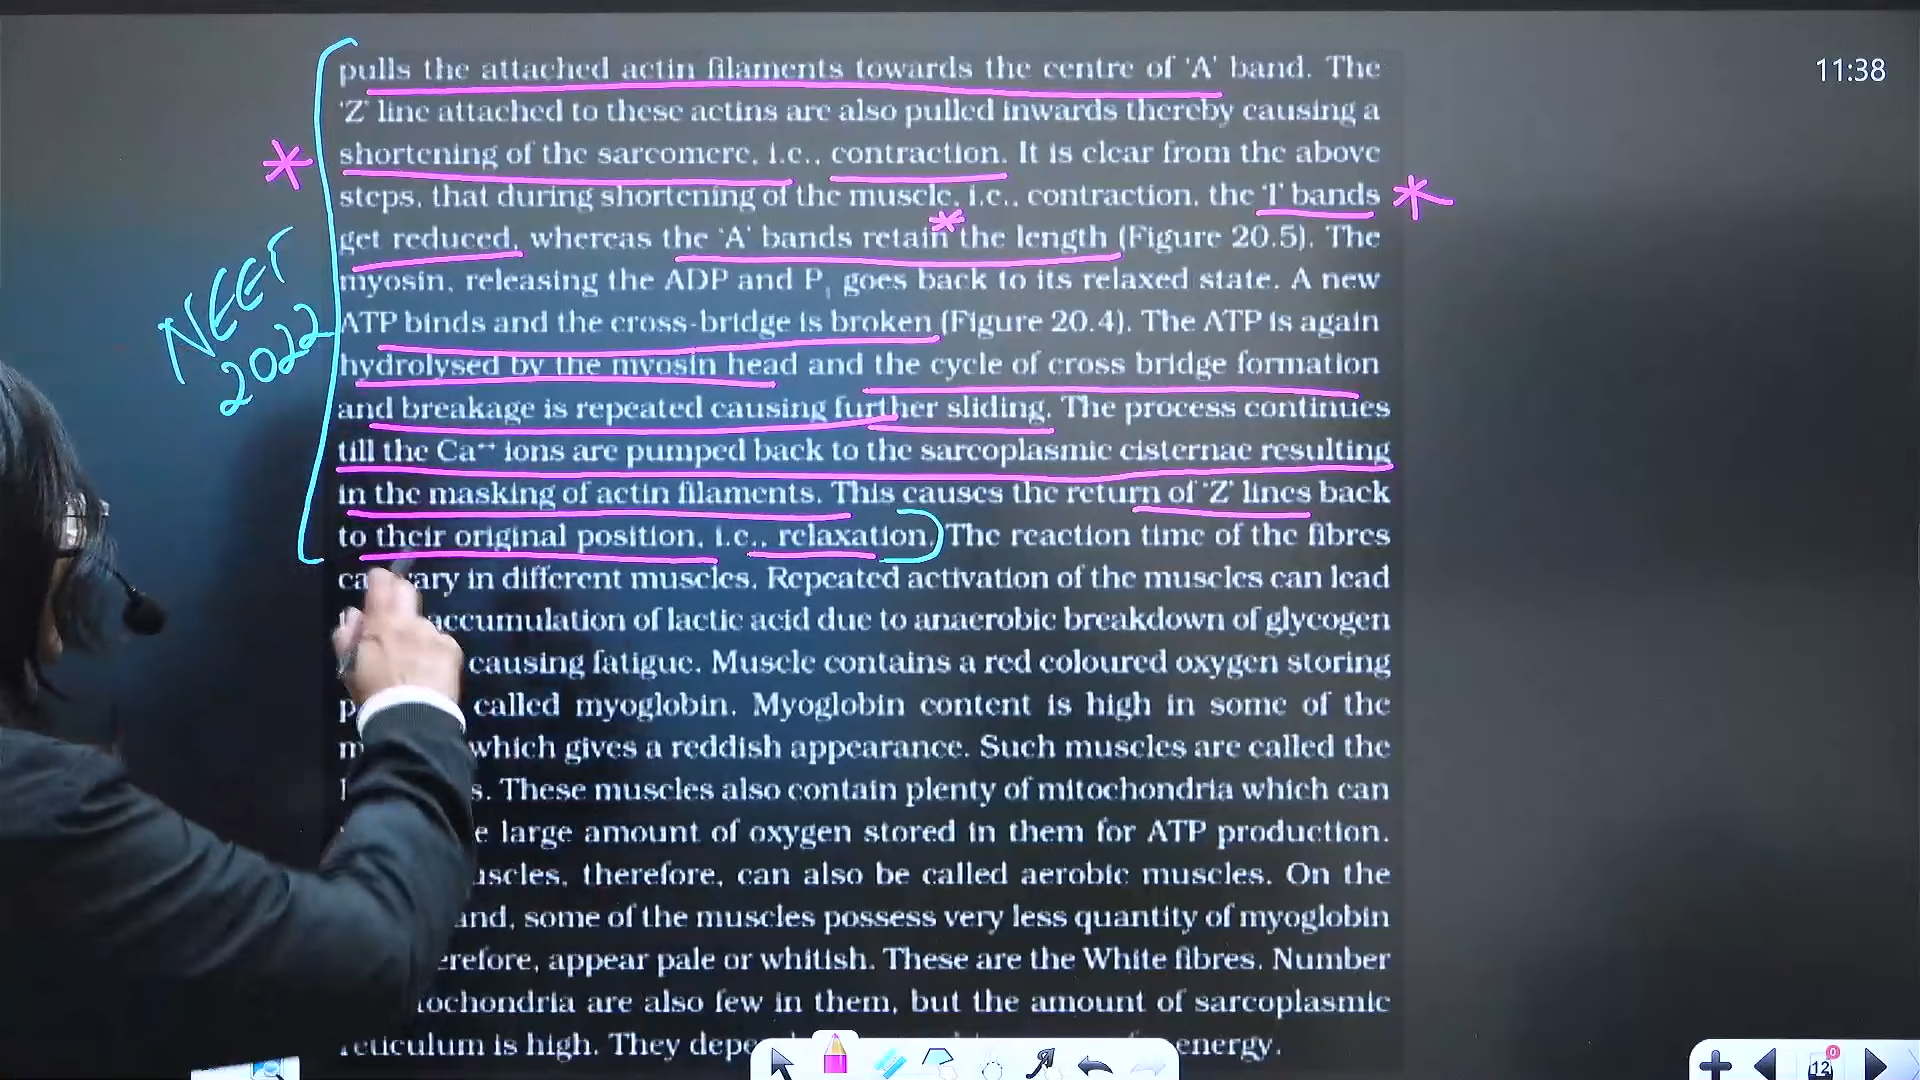 11:38
pulls the attached actin filaments towards the centre of 'A' band. The
'Z' line attached to these actins are also pulled inwards thereby causing a
shortening of the sarcomere, i.e., contraction. It is clear from the above
steps, that during shortening of the muscle, i.e., contraction, the 'I' bands
get reduced, whereas the 'A' bands retain the length (Figure 20.5). The
myosin, releasing the ADP and Pi goes back to its relaxed state. A new
NEET
2022
ATP binds and the cross-bridge is broken (Figure 20.4). The ATP is again
hydrolysed by the myosin head and the cycle of cross bridge formation
and breakage is repeated causing further sliding. The process continues
till the Ca++ ions are pumped back to the sarcoplasmic cisternae resulting
in the masking of actin filaments. This causes the return of 'Z' lines back
to their original position, i.e., relaxation. The reaction time of the fibres
in different muscles. Repeated activation of the muscles can lead
accumulation of lactic acid due to anaerobic breakdown of glycogen
causing fatigue. Muscle contains a red coloured oxygen storing
called myoglobin. Myoglobin content is high in some of the
which gives a reddish appearance. Such muscles are called the
These muscles also contain plenty of mitochondria which can
large amount of oxygen stored in them for ATP production.
therefore, can also be called aerobic muscles. On the
some of the muscles possess very less quantity of myoglobin
appear pale or whitish. These are the White fibres. Number
are also few in them, but the amount of sarcoplasmic
reticulum is high. They energy.
12
0